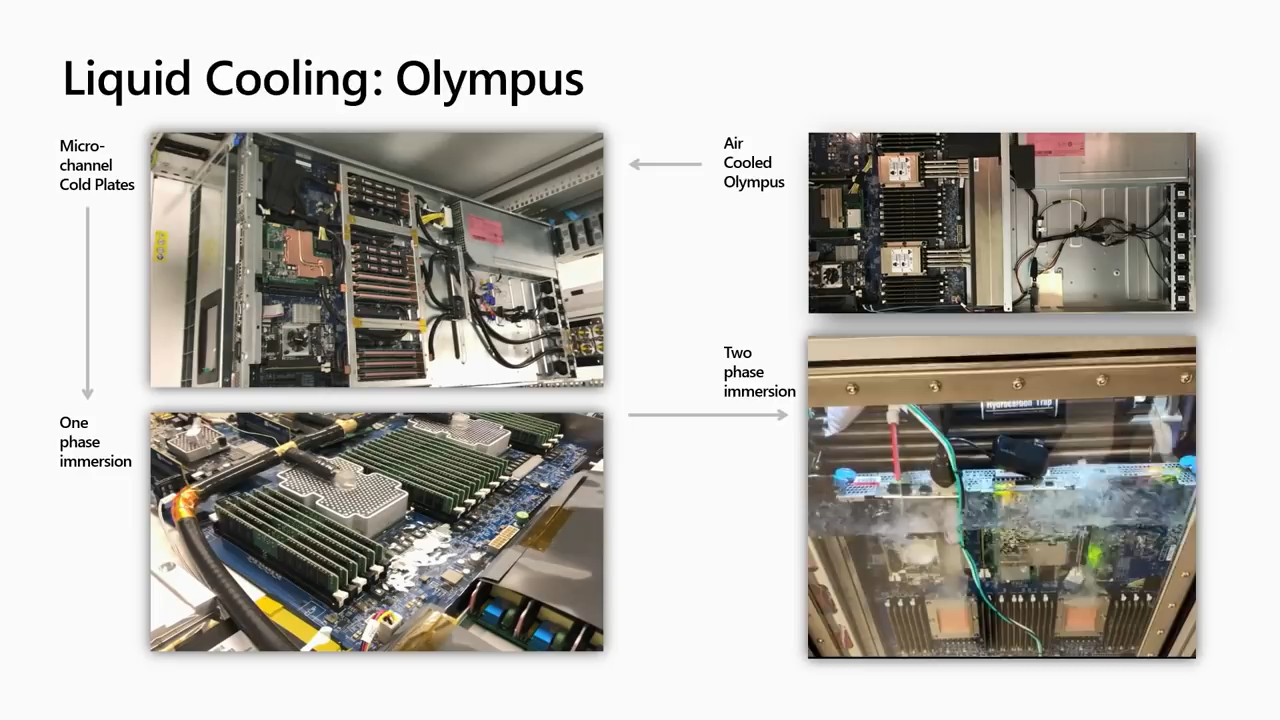 Liquid Cooling: Olympus
Micro-
channel
Cold Plates
Air
Cooled
Olympus
One
phase
immersion
Two
phase
immersion
Hydrocarbon Trap